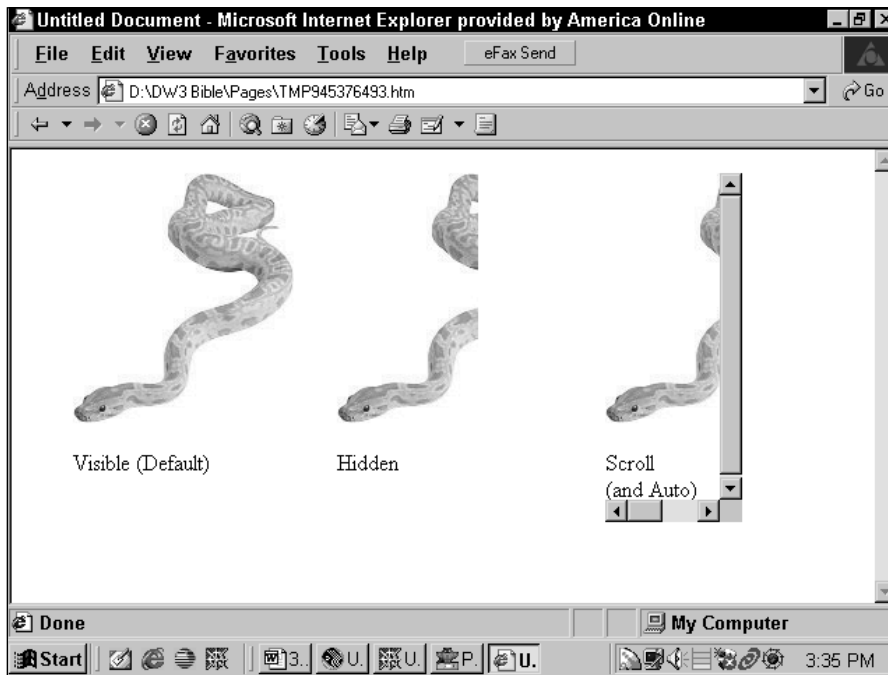 Untitled Document - Microsoft Internet Explorer provided by America Online
File Edit View Favorites Tools Help eFax Send
Address D:\DW3 Bible\Pages\TMP945376493.htm Go
Visible (Default)
Hidden
Scroll
(and Auto)
Done
My Computer
Start 3.. U. U. P. U. 3:35 PM